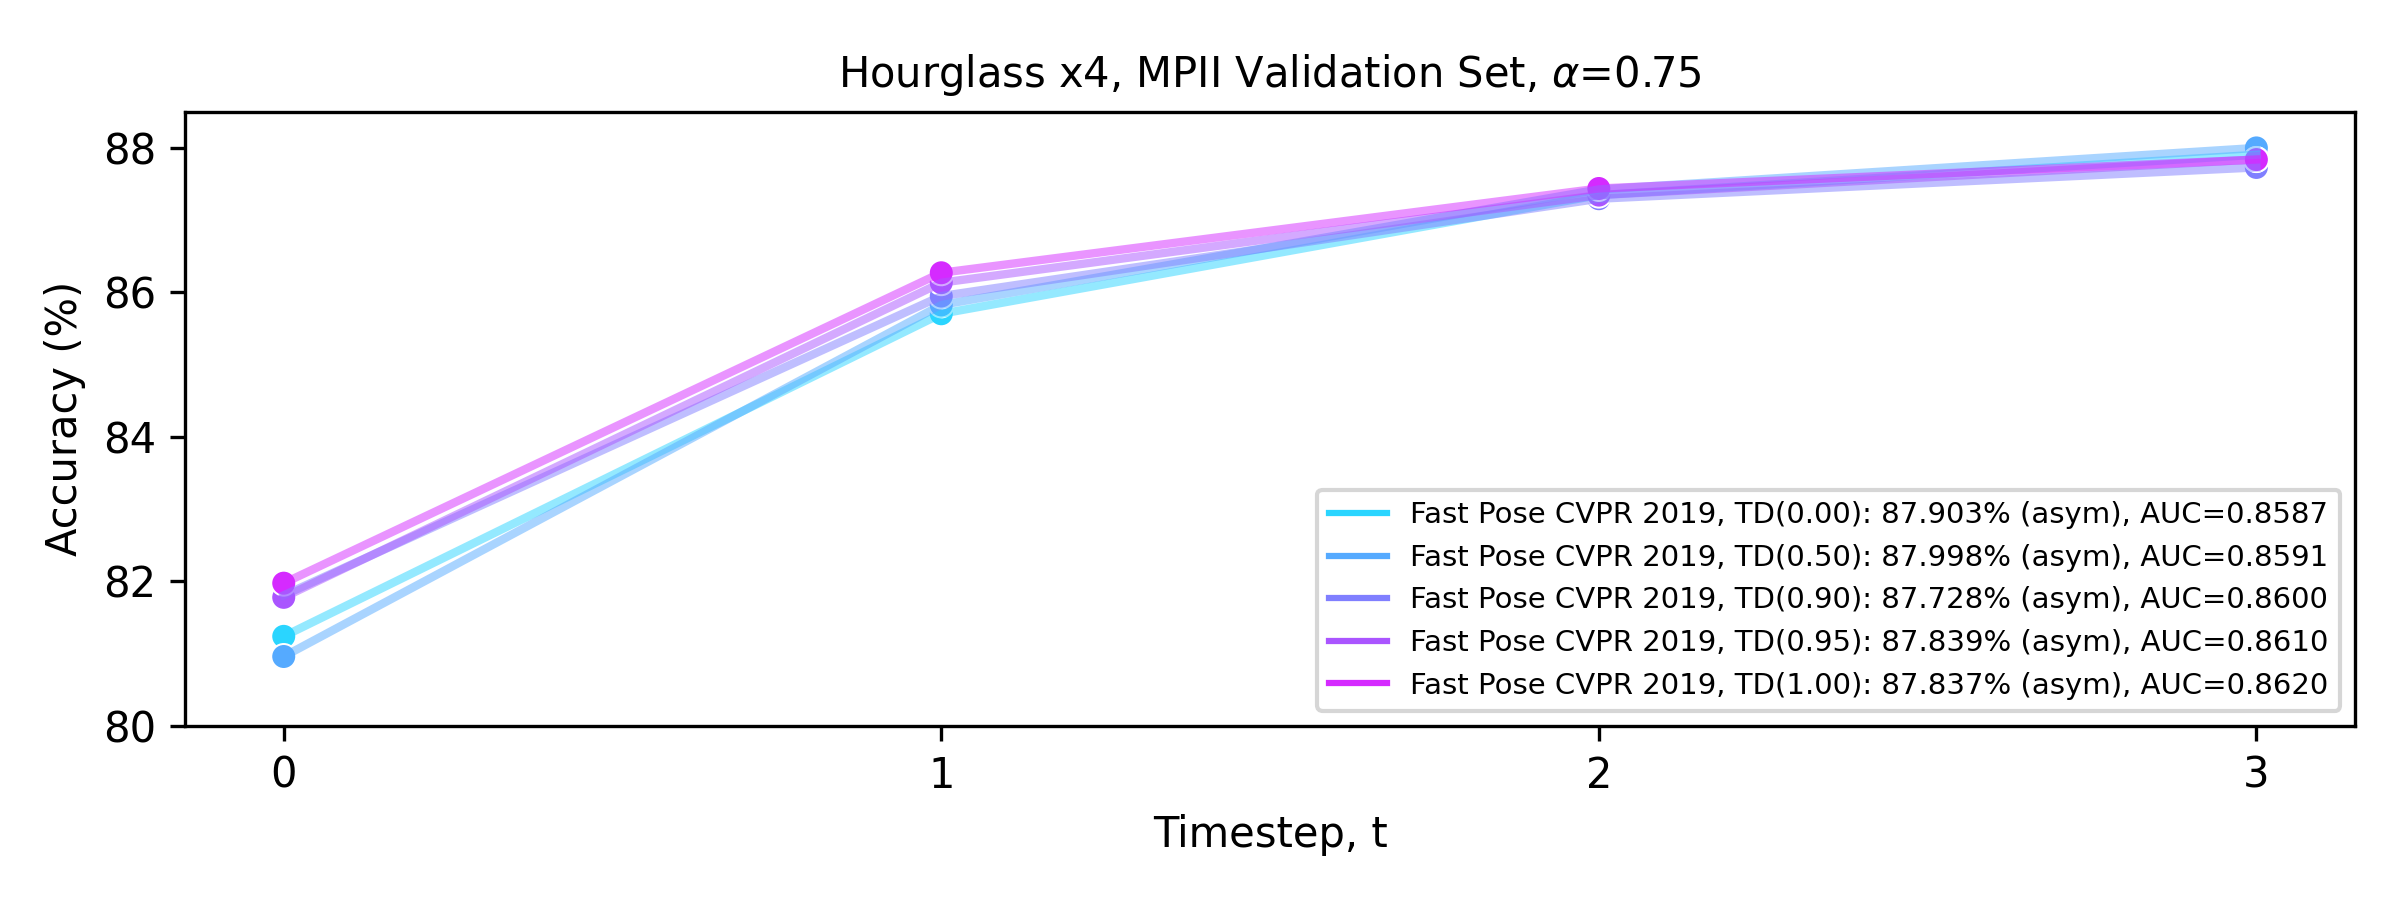 Hourglass x4, MPII Validation Set, α=0.75
Accuracy (%)
88
86
84
82
80
0
1
2
3
Timestep, t
Fast Pose CVPR 2019, TD(0.00): 87.903% (asym), AUC=0.8587
Fast Pose CVPR 2019, TD(0.50): 87.998% (asym), AUC=0.8591
Fast Pose CVPR 2019, TD(0.90): 87.728% (asym), AUC=0.8600
Fast Pose CVPR 2019, TD(0.95): 87.839% (asym), AUC=0.8610
Fast Pose CVPR 2019, TD(1.00): 87.837% (asym), AUC=0.8620